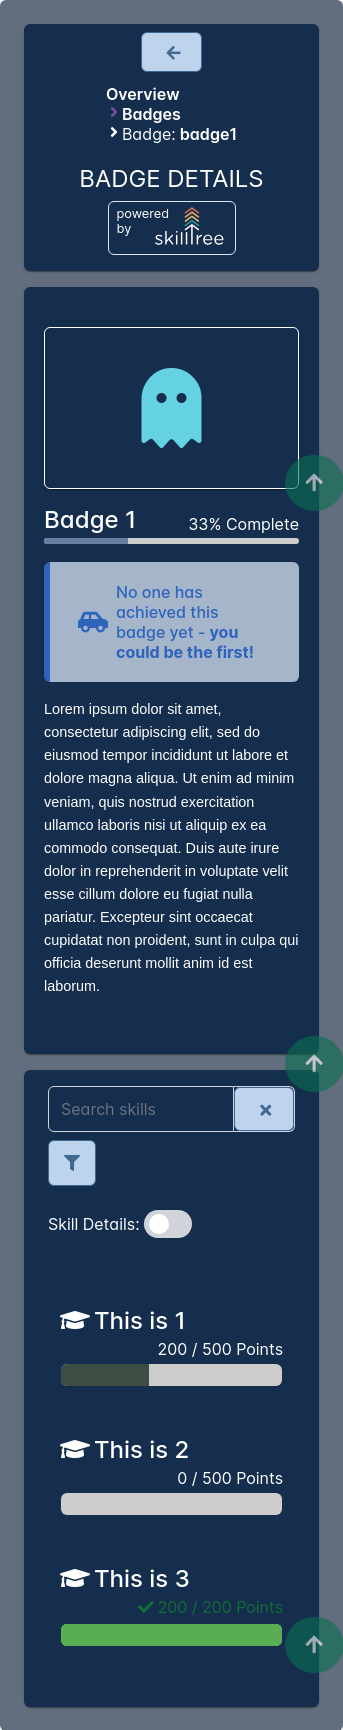 Overview
Badges
Badge: badge1
BADGE DETAILS
powered
by
skilltree
Badge 1
33% Complete
No one has
achieved this
badge yet - you
could be the first!
Lorem ipsum dolor sit amet,
consectetur adipiscing elit, sed do
eiusmod tempor incididunt ut labore et
dolore magna aliqua. Ut enim ad minim
veniam, quis nostrud exercitation
ullamco laboris nisi ut aliquip ex ea
commodo consequat. Duis aute irure
dolor in reprehenderit in voluptate velit
esse cillum dolore eu fugiat nulla
pariatur. Excepteur sint occaecat
cupidatat non proident, sunt in culpa qui
officia deserunt mollit anim id est
laborum.
Search skills
Skill Details:
This is 1
200 / 500 Points
This is 2
0 / 500 Points
This is 3
200 / 200 Points